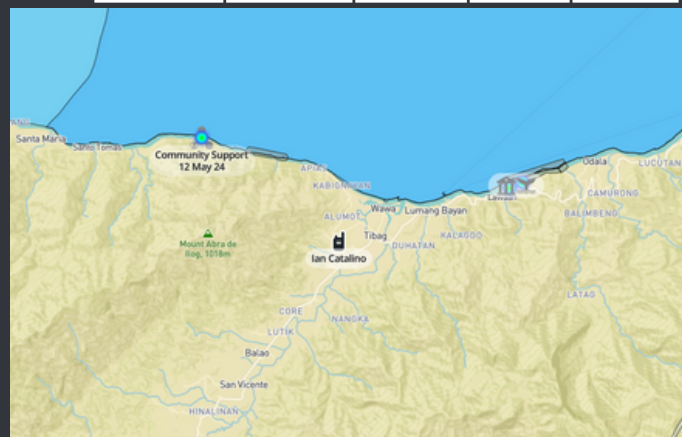 Santa Maria
Santo Tomas
Community Support
12 May 24
APIAS
KABIGNAYAN
Udala
LUCUTAN
CAMURONG
BALIMBENG
Wawa
Lumang Bayan
ALUMOT
Tibag
DUHATAN
KALAGOO
Mount Abra de
Ilog, 1018m
Ian Catalino
LATAG
CORE
NANGKA
LUTIK
Balao
San Vicente
HINALINAN